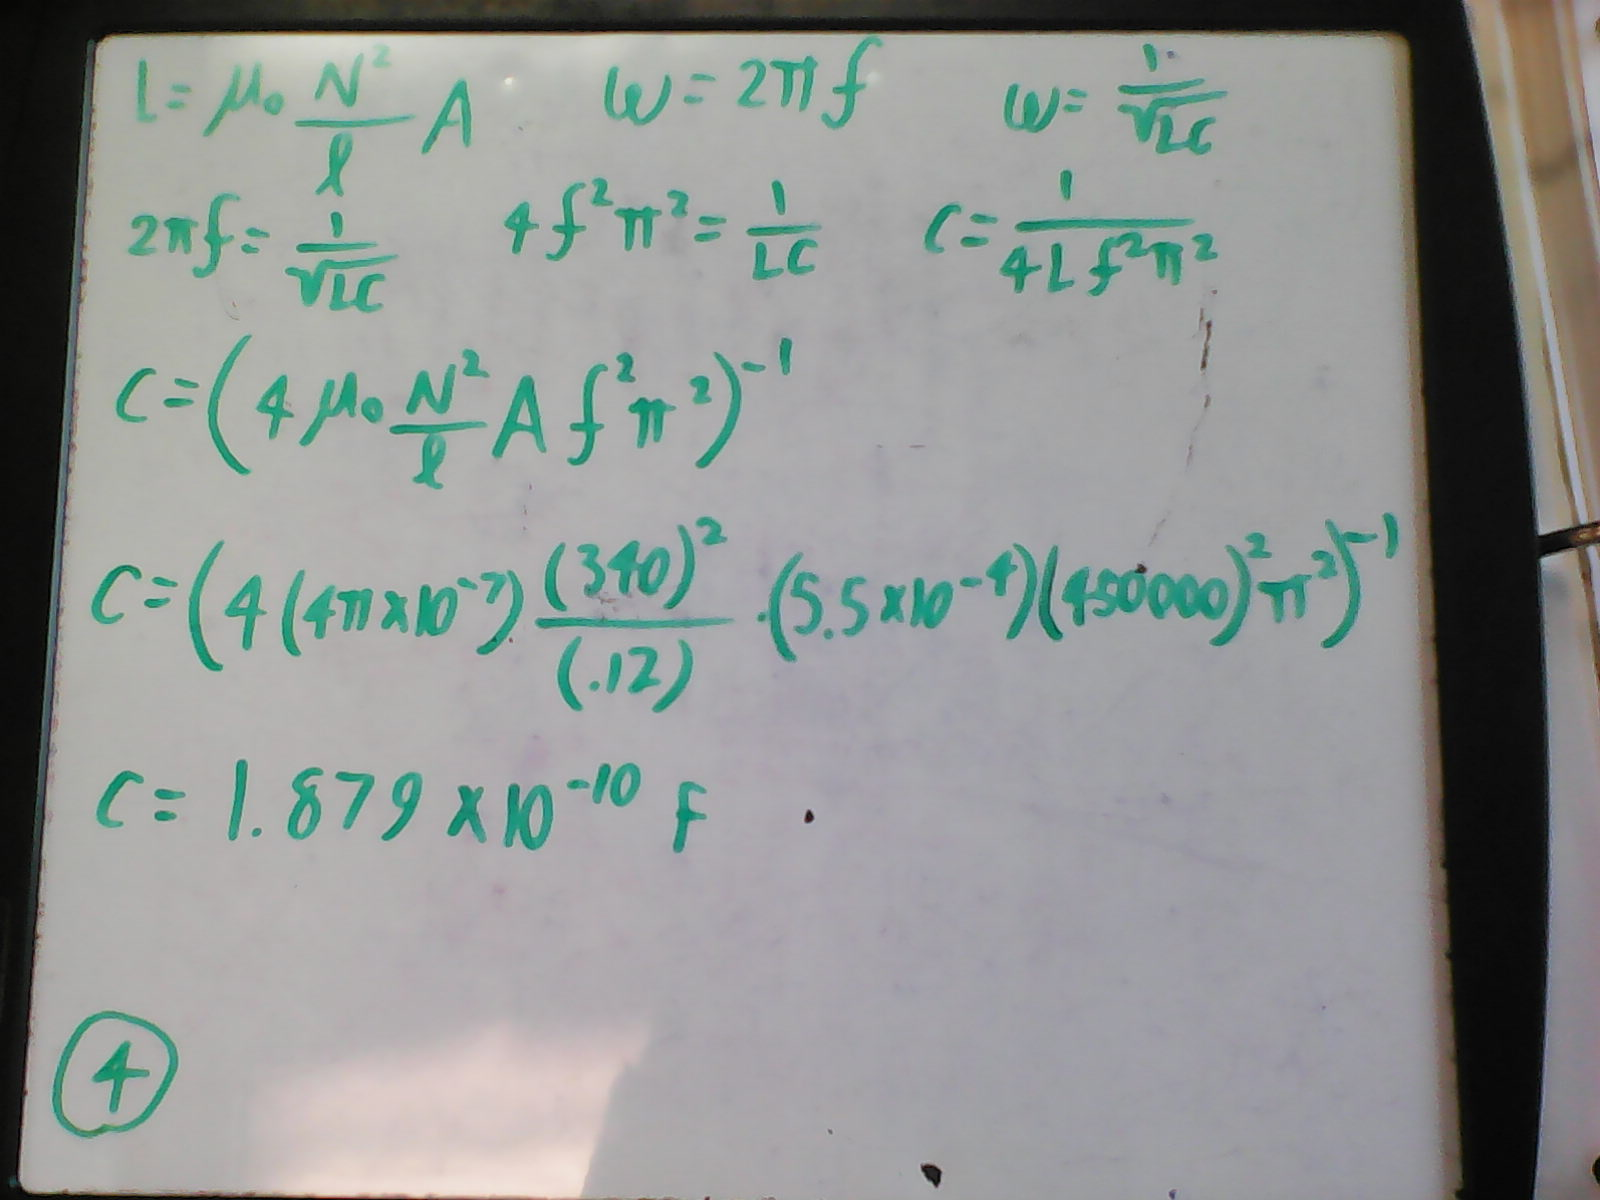 L = μ₀ N²/ℓ A   ω = 2πf   ω = 1/√LC
2πf = 1/√LC   4f²π² = 1/LC   C = 1/4Lf²π²
C = (4μ₀ N²/ℓ A f²π²)⁻¹
C = (4(4π×10⁻⁷) (340)²/(.12) · (5.5×10⁻⁴)(450000)²π²)⁻¹
C = 1.879 ×10⁻¹⁰ F
4